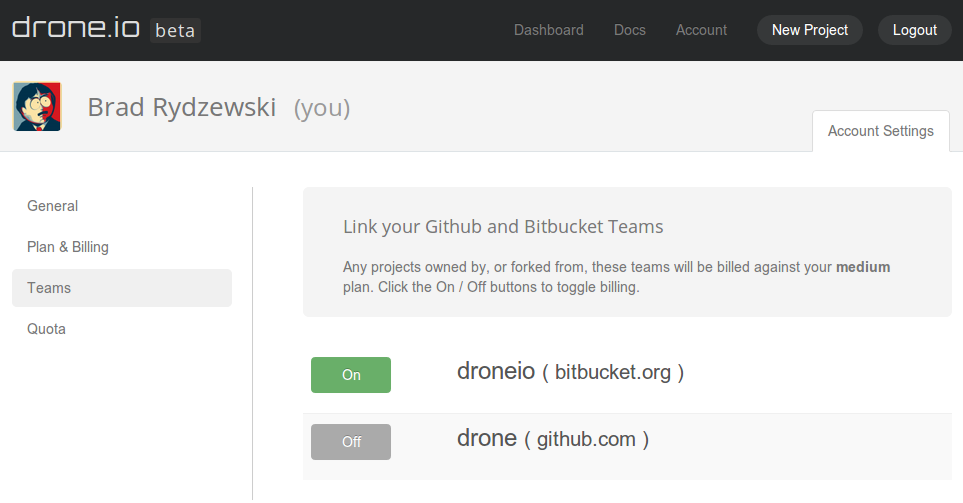 drone.io beta
Dashboard Docs Account New Project Logout
Brad Rydzewski (you)
Account Settings
General
Plan & Billing
Teams
Quota
Link your Github and Bitbucket Teams
Any projects owned by, or forked from, these teams will be billed against your medium
plan. Click the On / Off buttons to toggle billing.
On droneio ( bitbucket.org )
Off drone ( github.com )